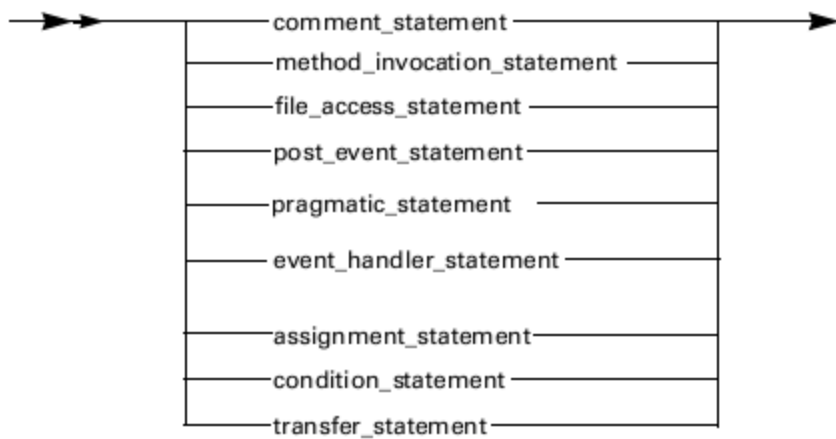 comment_statement
method_invocation_statement
file_access_statement
post_event_statement
pragmatic_statement
event_handler_statement
assignment_statement
condition_statement
transfer_statement